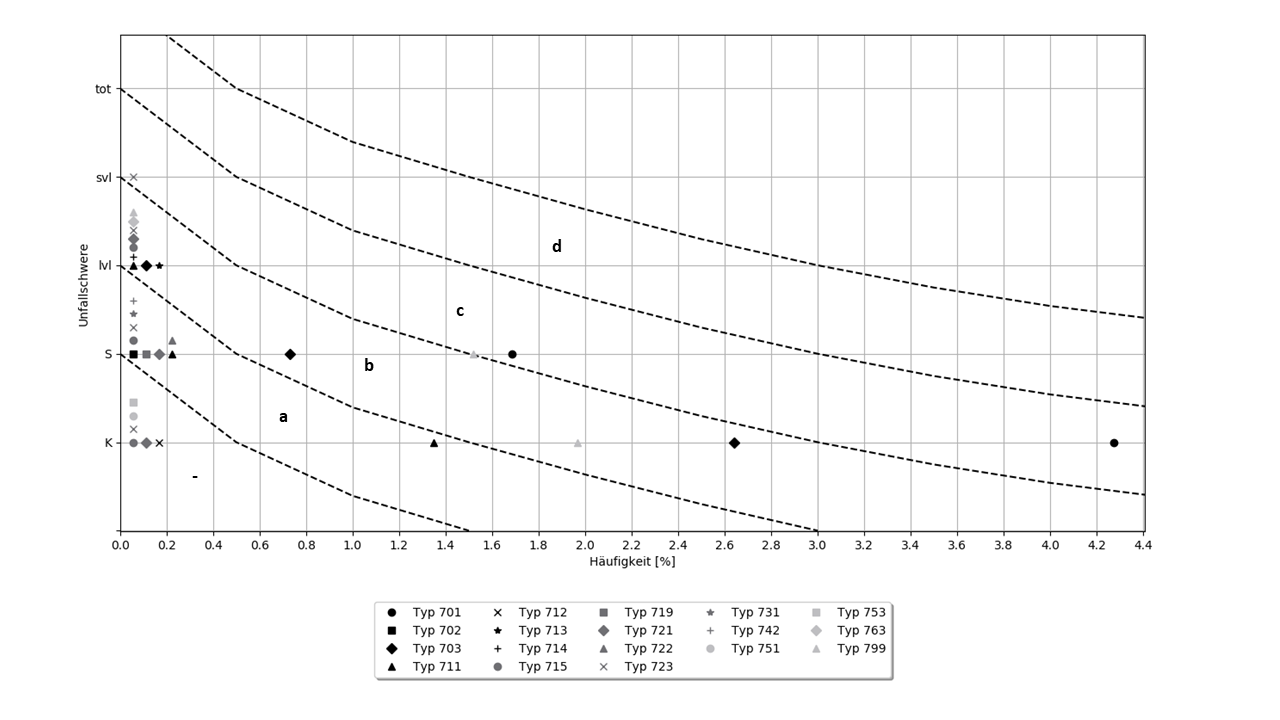 Unfallschwere
tot
svl
lvl
S
K
d
c
b
a
-
0.0 0.2 0.4 0.6 0.8 1.0 1.2 1.4 1.6 1.8 2.0 2.2 2.4 2.6 2.8 3.0 3.2 3.4 3.6 3.8 4.0 4.2 4.4
Häufigkeit [%]
Typ 701 Typ 712 Typ 719 Typ 731 Typ 753
Typ 702 Typ 713 Typ 721 Typ 742 Typ 763
Typ 703 Typ 714 Typ 722 Typ 751 Typ 799
Typ 711 Typ 715 Typ 723